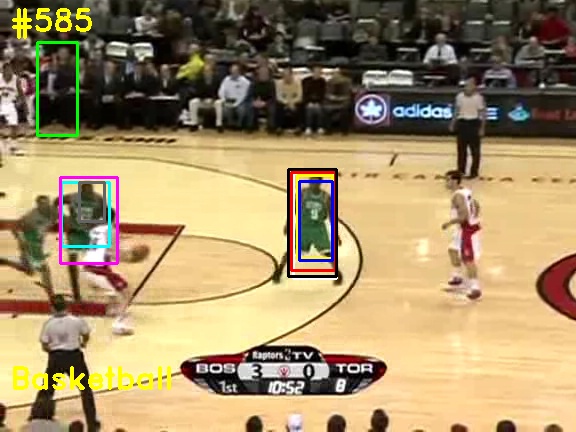 #585
adidas
Raptors TV
BOS 3 0 TOR
1st 10:52 8
Basketball